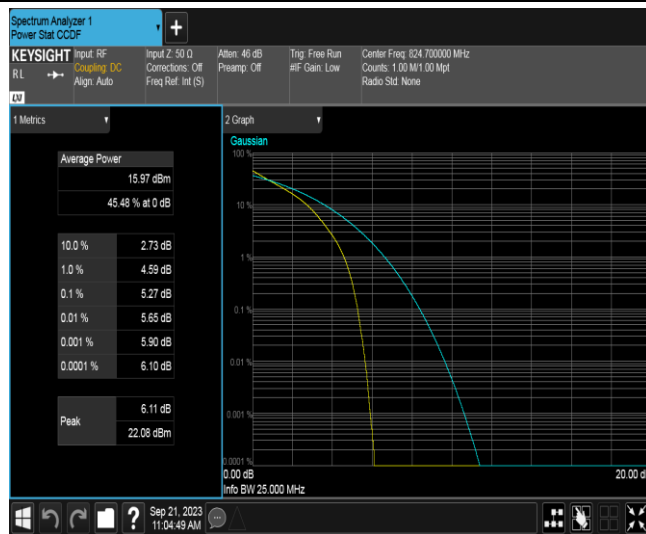 Spectrum Analyzer 1
Power Stat CCDF
+
KEYSIGHT
RL
LXI
Input: RF
Coupling: DC
Align: Auto
Input Z: 50 Ω
Corrections: Off
Freq Ref: Int (S)
Atten: 46 dB
Preamp: Off
Trig: Free Run
#IF Gain: Low
Center Freq: 824.700000 MHz
Counts: 1.00 M/1.00 Mpt
Radio Std: None
1 Metrics
Average Power
15.97 dBm
45.48 % at 0 dB
10.0 % 2.73 dB
1.0 % 4.59 dB
0.1 % 5.27 dB
0.01 % 5.65 dB
0.001 % 5.90 dB
0.0001 % 6.10 dB
Peak
6.11 dB
22.08 dBm
2 Graph
Gaussian
100 %
10 %
1 %
0.1 %
0.01 %
0.001 %
0.0001 %
0.00 dB
20.00 d
Info BW 25.000 MHz
?
Sep 21, 2023
11:04:49 AM